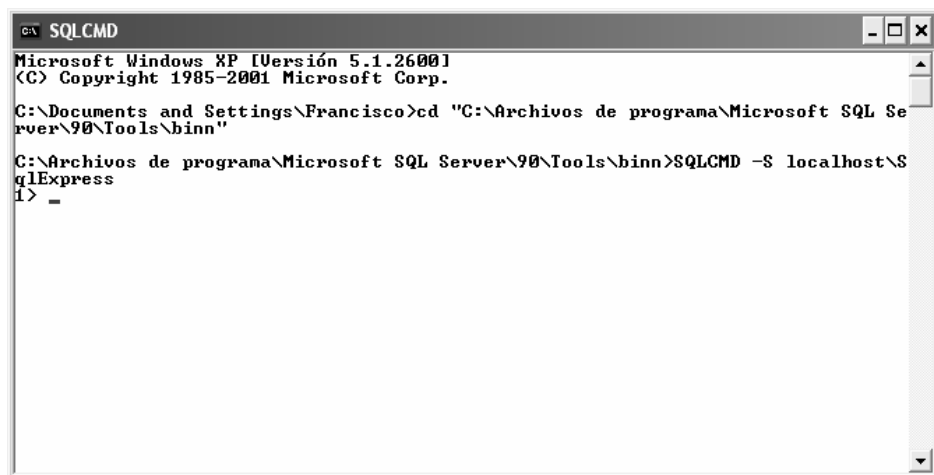 SQLCMD
Microsoft Windows XP [Versión 5.1.2600]
(C) Copyright 1985-2001 Microsoft Corp.
C:\Documents and Settings\Francisco>cd "C:\Archivos de programa\Microsoft SQL Se
rver\90\Tools\binn"
C:\Archivos de programa\Microsoft SQL Server\90\Tools\binn>SQLCMD -S localhost\S
qlExpress
1> _